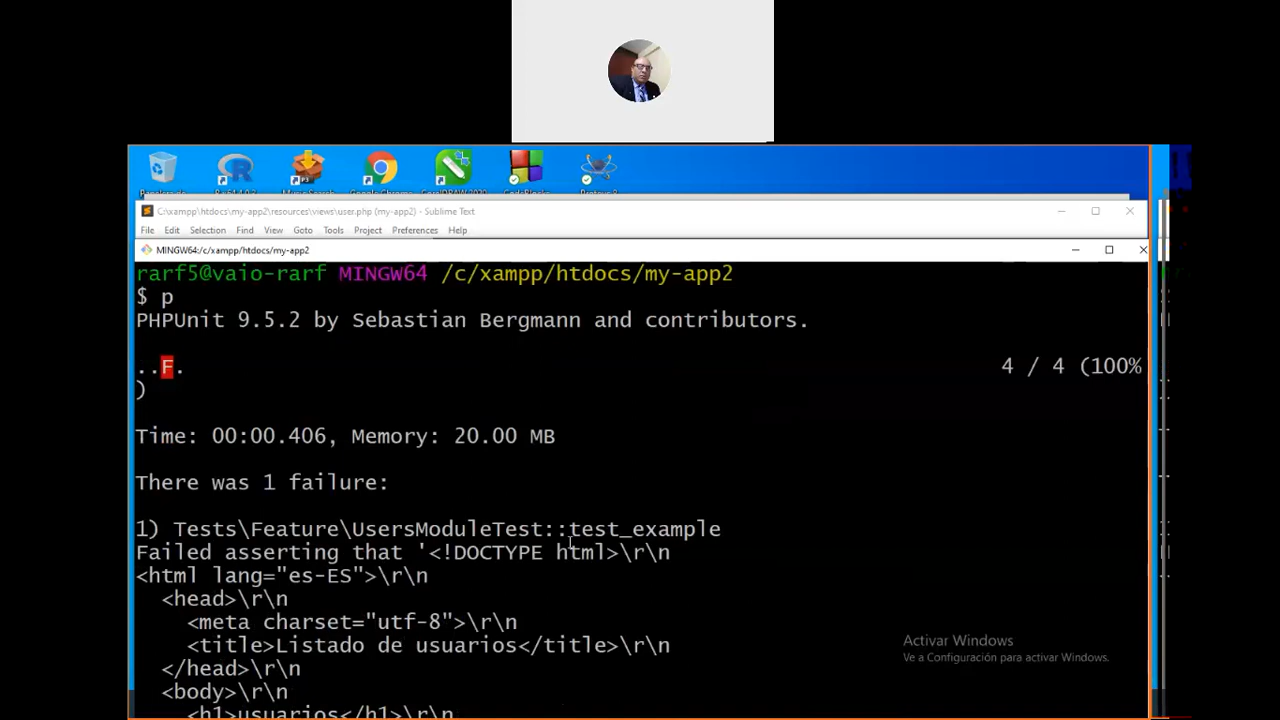 C:\xampp\htdocs\my-app2\resources\views\user.php (my-app2) - Sublime Text
File Edit Selection Find View Goto Tools Project Preferences Help
MINGW64:/c/xampp/htdocs/my-app2
rarf5@vaio-rarf MINGW64 /c/xampp/htdocs/my-app2
$ p
PHPUnit 9.5.2 by Sebastian Bergmann and contributors.
..F. 4 / 4 (100%
)
Time: 00:00.406, Memory: 20.00 MB
There was 1 failure:
1) Tests\Feature\UsersModuleTest::test_example
Failed asserting that '<!DOCTYPE html>\r\n
<html lang="es-ES">\r\n
<head>\r\n
<meta charset="utf-8">\r\n
<title>Listado de usuarios</title>\r\n
</head>\r\n
<body>\r\n
<h1>usuarios</h1>\r\n
Activar Windows
Ve a Configuración para activar Windows.